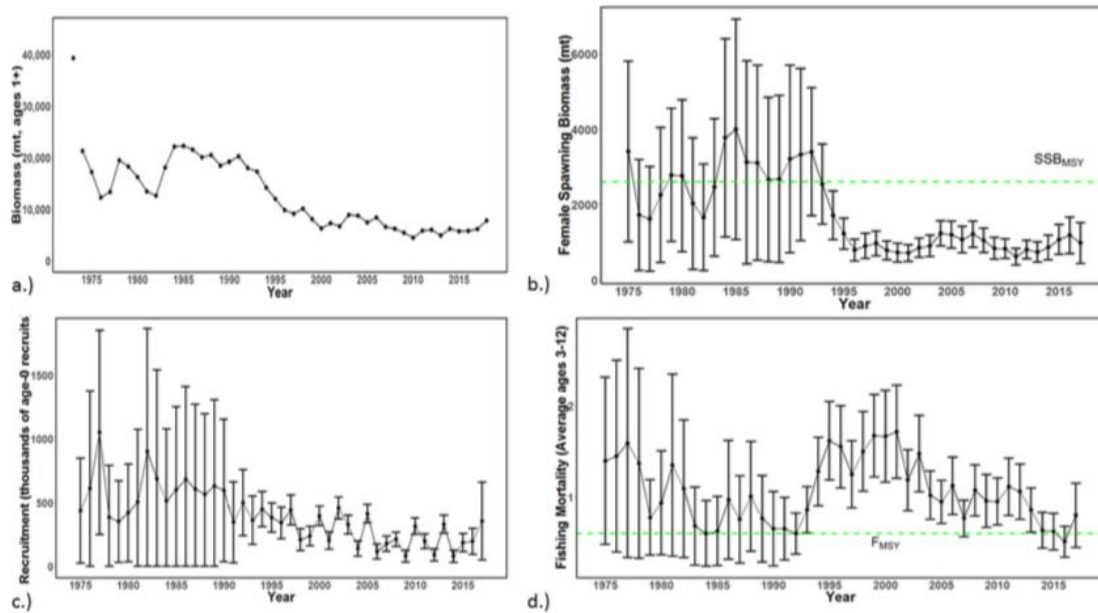 Biomass (mt, ages 1+)
40,000
30,000
20,000
10,000
0
1975 1980 1985 1990 1995 2000 2005 2010 2015
Year
a.)
Female Spawning Biomass (mt)
6000
4000
2000
0
SSBMSY
1975 1980 1985 1990 1995 2000 2005 2010 2015
Year
b.)
Recruitment (thousands of age-0 recruits
1500
1000
500
0
1975 1980 1985 1990 1995 2000 2005 2010 2015
Year
c.)
Fishing Mortality (Average ages 3-12)
2
1
FMSY
1975 1980 1985 1990 1995 2000 2005 2010 2015
Year
d.)